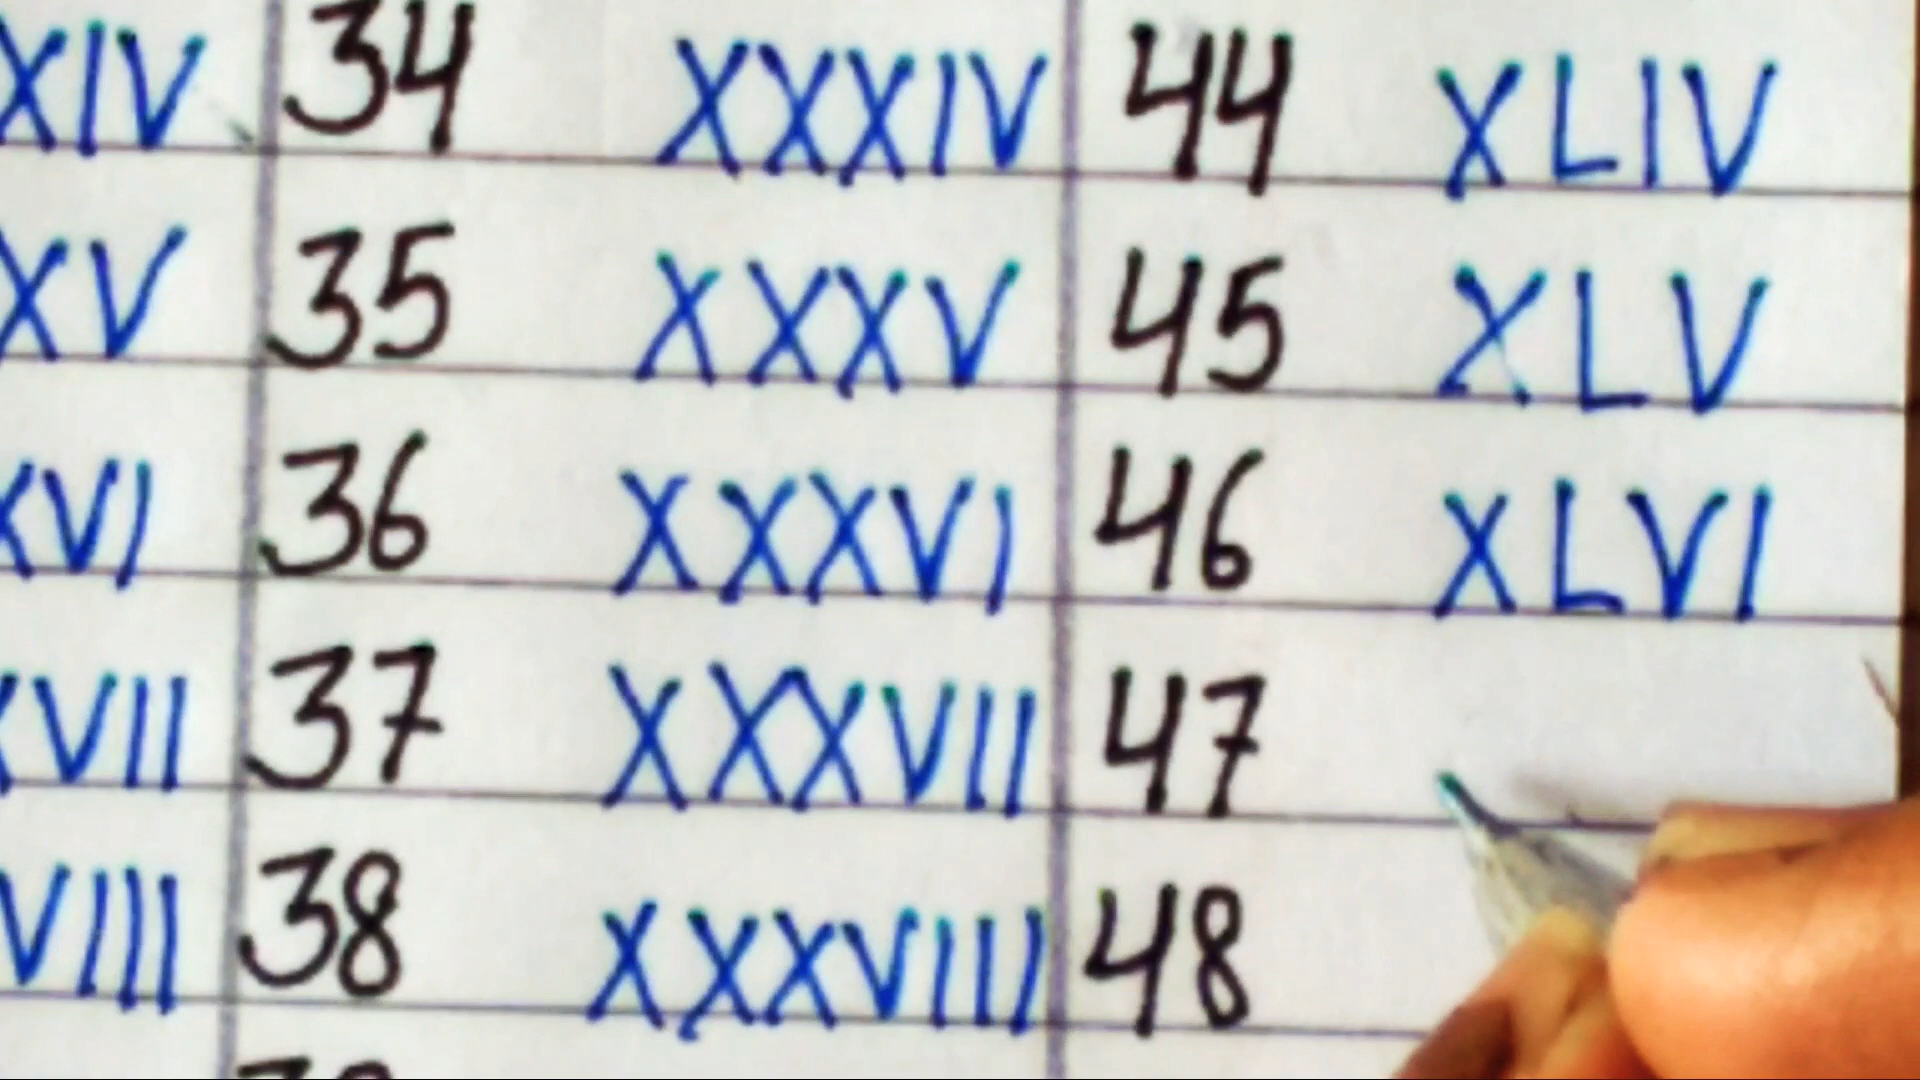 XIV 34 XXXIV 44 XLIV
XV 35 XXXV 45 XLV
XVI 36 XXXVI 46 XLVI
XVII 37 XXXVII 47
VIII 38 XXXVIII 48